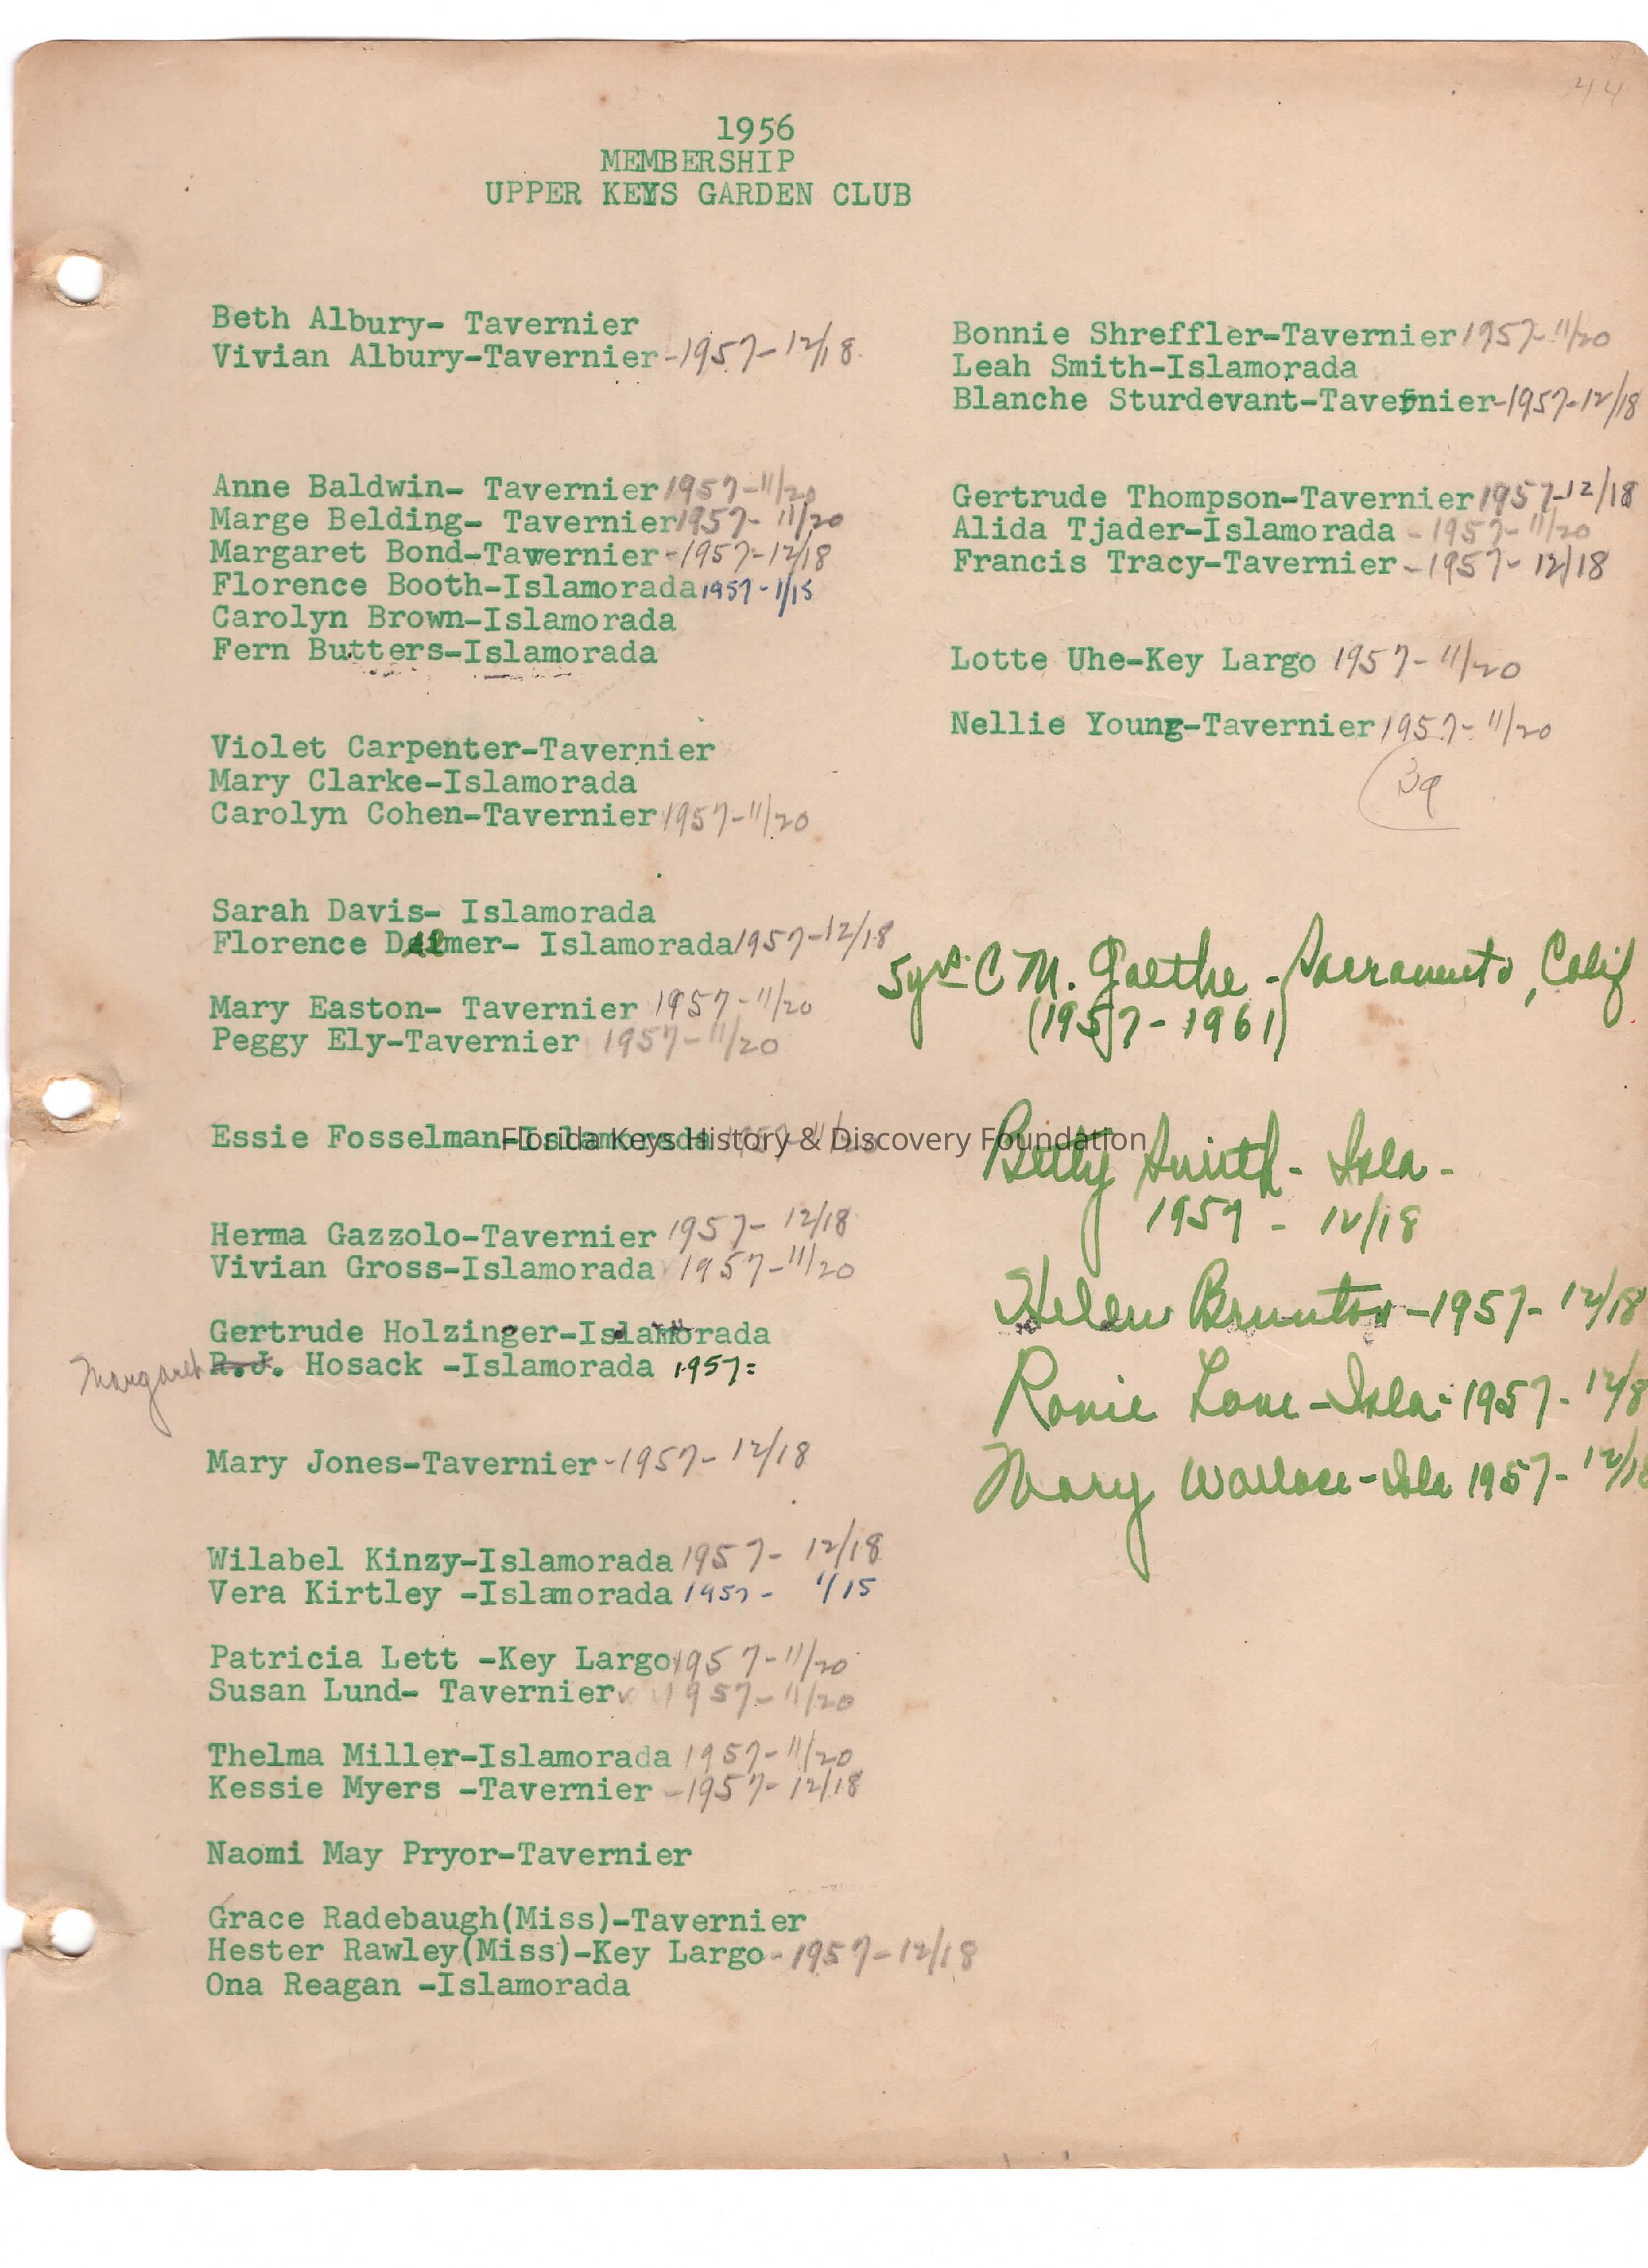 44
1956
MEMBERSHIP
UPPER KEYS GARDEN CLUB
Beth Albury- Tavernier
Vivian Albury-Tavernier-1957-12/18
Anne Baldwin- Tavernier 1957-11/20
Marge Belding- Tavernier 1957-11/20
Margaret Bond-Tavernier-1957-12/18
Florence Booth-Islamorada 1957-1/15
Carolyn Brown-Islamorada
Fern Butters-Islamorada
Violet Carpenter-Tavernier
Mary Clarke-Islamorada
Carolyn Cohen-Tavernier 1957-11/20
Sarah Davis- Islamorada
Florence - Islamorada 1957-12/18
Mary Easton- Tavernier 1957-11/20
Peggy Ely-Tavernier 1957-11/20
Essie Fosselman-Islamorada 1957-11/20
Herma Gazzolo-Tavernier 1957-12/18
Vivian Gross-Islamorada 1957-11/20
Gertrude Holzinger-Islamorada
Margaret R.J. Hosack -Islamorada 1957-
Mary Jones-Tavernier-1957-12/18
Wilabel Kinzy-Islamorada 1957-12/18
Vera Kirtley -Islamorada 1957-1/15
Patricia Lett -Key Largo 1957-11/20
Susan Lund- Tavernier 1957-11/20
Thelma Miller-Islamorada 1957-11/20
Kessie Myers -Tavernier -1957-12/18
Naomi May Pryor-Tavernier
Grace Radebaugh(Miss)-Tavernier
Hester Rawley(Miss)-Key Largo-1957-12/18
Ona Reagan -Islamorada
Bonnie Shreffler-Tavernier 1957-11/20
Leah Smith-Islamorada
Blanche Sturdevant-Tavernier-1957-12/18
Gertrude Thompson-Tavernier 1957-12/18
Alida Tjader-Islamorada -1957-11/20
Francis Tracy-Tavernier-1957-12/18
Lotte Uhe-Key Largo 1957-11/20
Nellie Young-Tavernier 1957-11/20
39
5yrs C M. Goethe - Sacramento, Calif
(1957-1961)
Betty Smith - Isla -
1957 - 12/18
Helen Brunton-1957-12/18
Ronie Lowe-Isla-1957-12/8
Mary Wallace-Isla 1957-12/18
Florida Keys History & Discovery Foundation